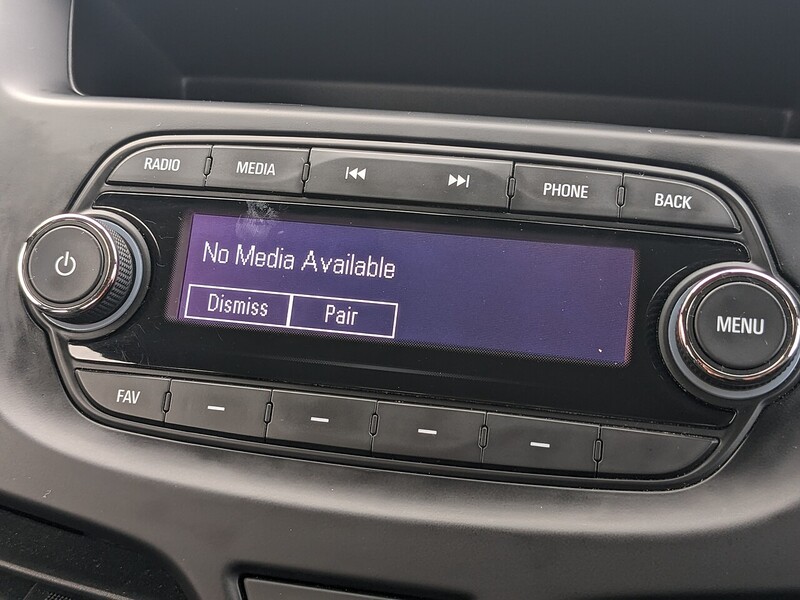 RADIO
MEDIA
PHONE
BACK
No Media Available
Dismiss
Pair
MENU
FAV